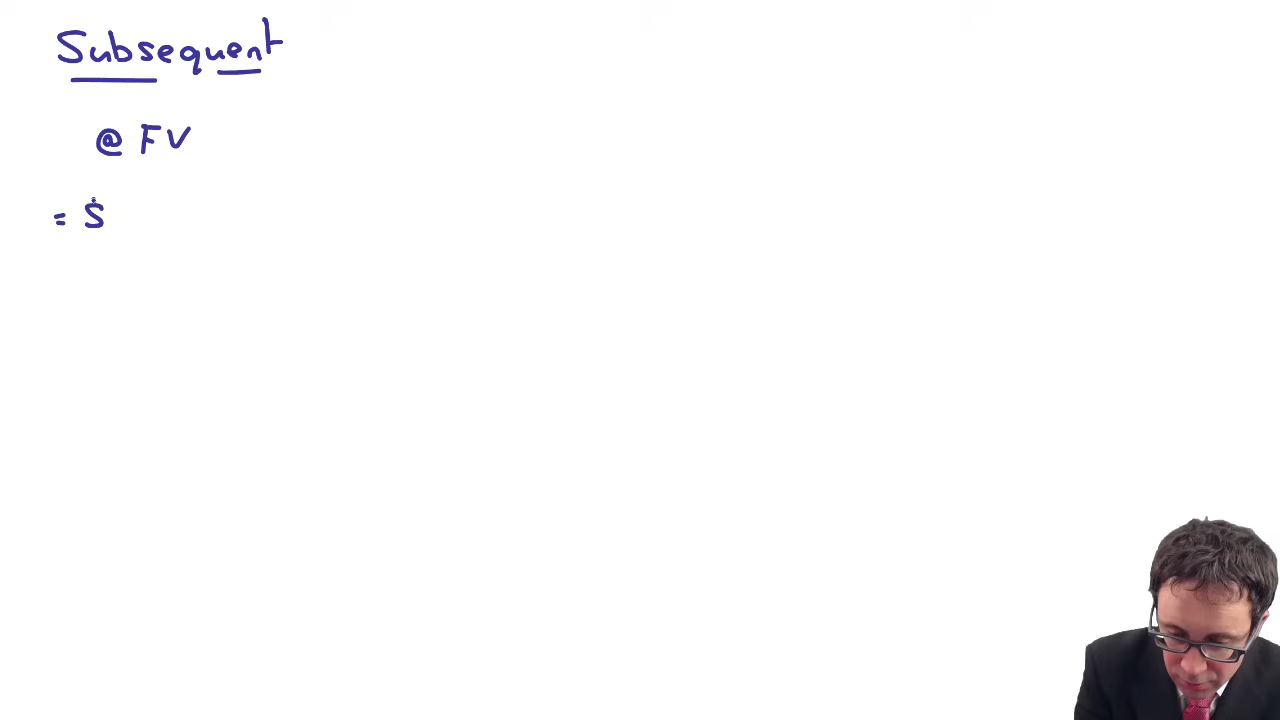 Subsequent
@ FV
= S